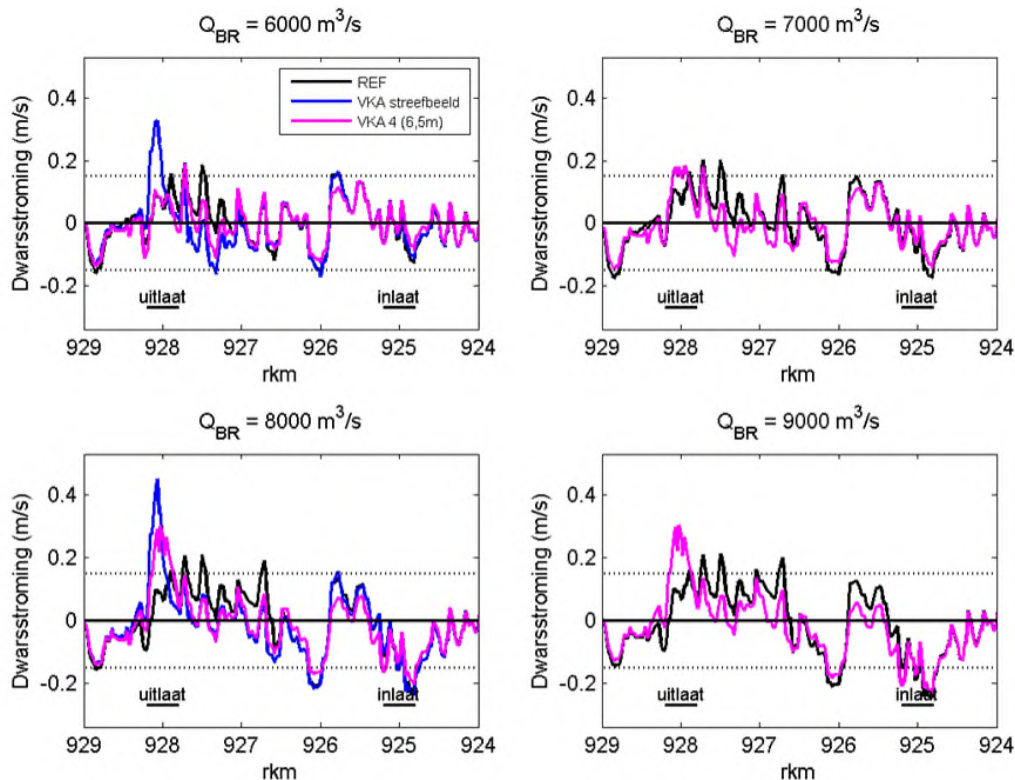 Q_BR = 6000 m³/s
Q_BR = 7000 m³/s
Dwarsstroming (m/s)
0.4
0.2
0
-0.2
REF
VKA streefbeeld
VKA 4 (6,5m)
uitlaat
inlaat
929 928 927 926 925 924
rkm
Dwarsstroming (m/s)
0.4
0.2
0
-0.2
uitlaat
inlaat
929 928 927 926 925 924
rkm
Q_BR = 8000 m³/s
Q_BR = 9000 m³/s
Dwarsstroming (m/s)
0.4
0.2
0
-0.2
uitlaat
inlaat
929 928 927 926 925 924
rkm
Dwarsstroming (m/s)
0.4
0.2
0
-0.2
uitlaat
inlaat
929 928 927 926 925 924
rkm